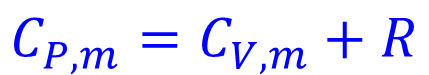 $C_{P,m} = C_{V,m} + R$